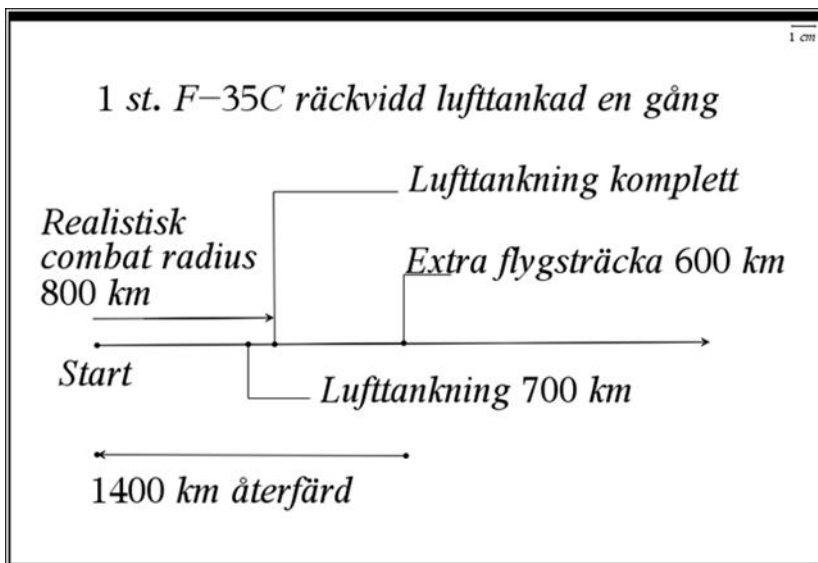 1 cm
1 st. F−35C räckvidd lufttankad en gång
Lufttankning komplett
Realistisk
combat radius
800 km
Extra flygsträcka 600 km
Start
Lufttankning 700 km
1400 km återfärd